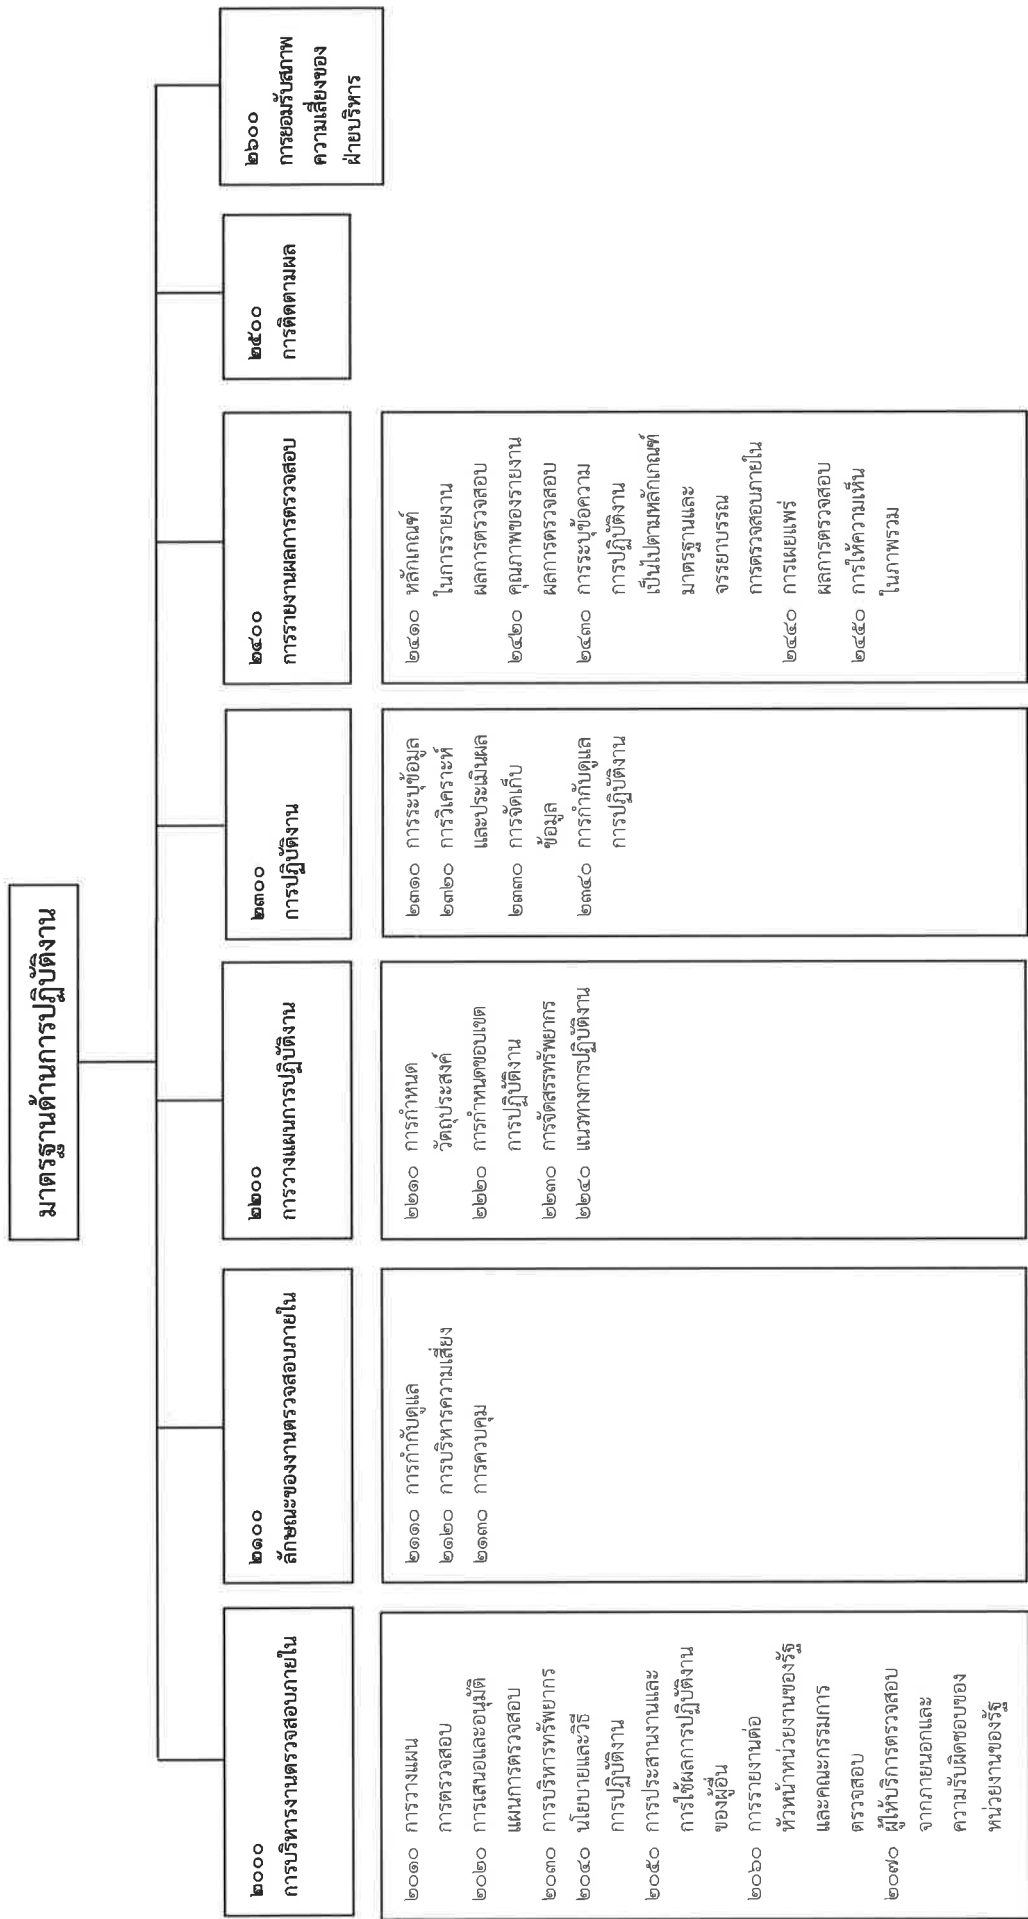 มาตรฐานด้านการปฏิบัติงาน
๒๐๐๐
การบริหารงานตรวจสอบภายใน
๒๐๑๐ การวางแผน
การตรวจสอบ
๒๐๒๐ การเสนอและอนุมัติ
แผนการตรวจสอบ
๒๐๓๐ การบริหารทรัพยากร
๒๐๔๐ นโยบายและวิธี
การปฏิบัติงาน
๒๐๕๐ การประสานงานและ
การใช้ผลการปฏิบัติงาน
ของผู้อื่น
๒๐๖๐ การรายงานต่อ
หัวหน้าหน่วยงานของรัฐ
และคณะกรรมการ
ตรวจสอบ
๒๐๗๐ ผู้ให้บริการตรวจสอบ
จากภายนอกและ
ความรับผิดชอบของ
หน่วยงานของรัฐ
๒๑๐๐
ลักษณะของงานตรวจสอบภายใน
๒๑๑๐ การกำกับดูแล
๒๑๒๐ การบริหารความเสี่ยง
๒๑๓๐ การควบคุม
๒๒๐๐
การวางแผนการปฏิบัติงาน
๒๒๑๐ การกำหนด
วัตถุประสงค์
๒๒๒๐ การกำหนดขอบเขต
การปฏิบัติงาน
๒๒๓๐ การจัดสรรทรัพยากร
๒๒๔๐ แนวทางการปฏิบัติงาน
๒๓๐๐
การปฏิบัติงาน
๒๓๑๐ การระบุข้อมูล
๒๓๒๐ การวิเคราะห์
และประเมินผล
๒๓๓๐ การจัดเก็บ
ข้อมูล
๒๓๔๐ การกำกับดูแล
การปฏิบัติงาน
๒๔๐๐
การรายงานผลการตรวจสอบ
๒๔๑๐ หลักเกณฑ์
ในการรายงาน
ผลการตรวจสอบ
๒๔๒๐ คุณภาพของรายงาน
ผลการตรวจสอบ
๒๔๓๐ การระบุข้อความ
การปฏิบัติงาน
เป็นไปตามหลักเกณฑ์
มาตรฐานและ
จรรยาบรรณ
การตรวจสอบภายใน
๒๔๔๐ การเผยแพร่
ผลการตรวจสอบ
๒๔๕๐ การให้ความเห็น
ในภาพรวม
๒๕๐๐
การติดตามผล
๒๖๐๐
การยอมรับสภาพ
ความเสี่ยงของ
ฝ่ายบริหาร